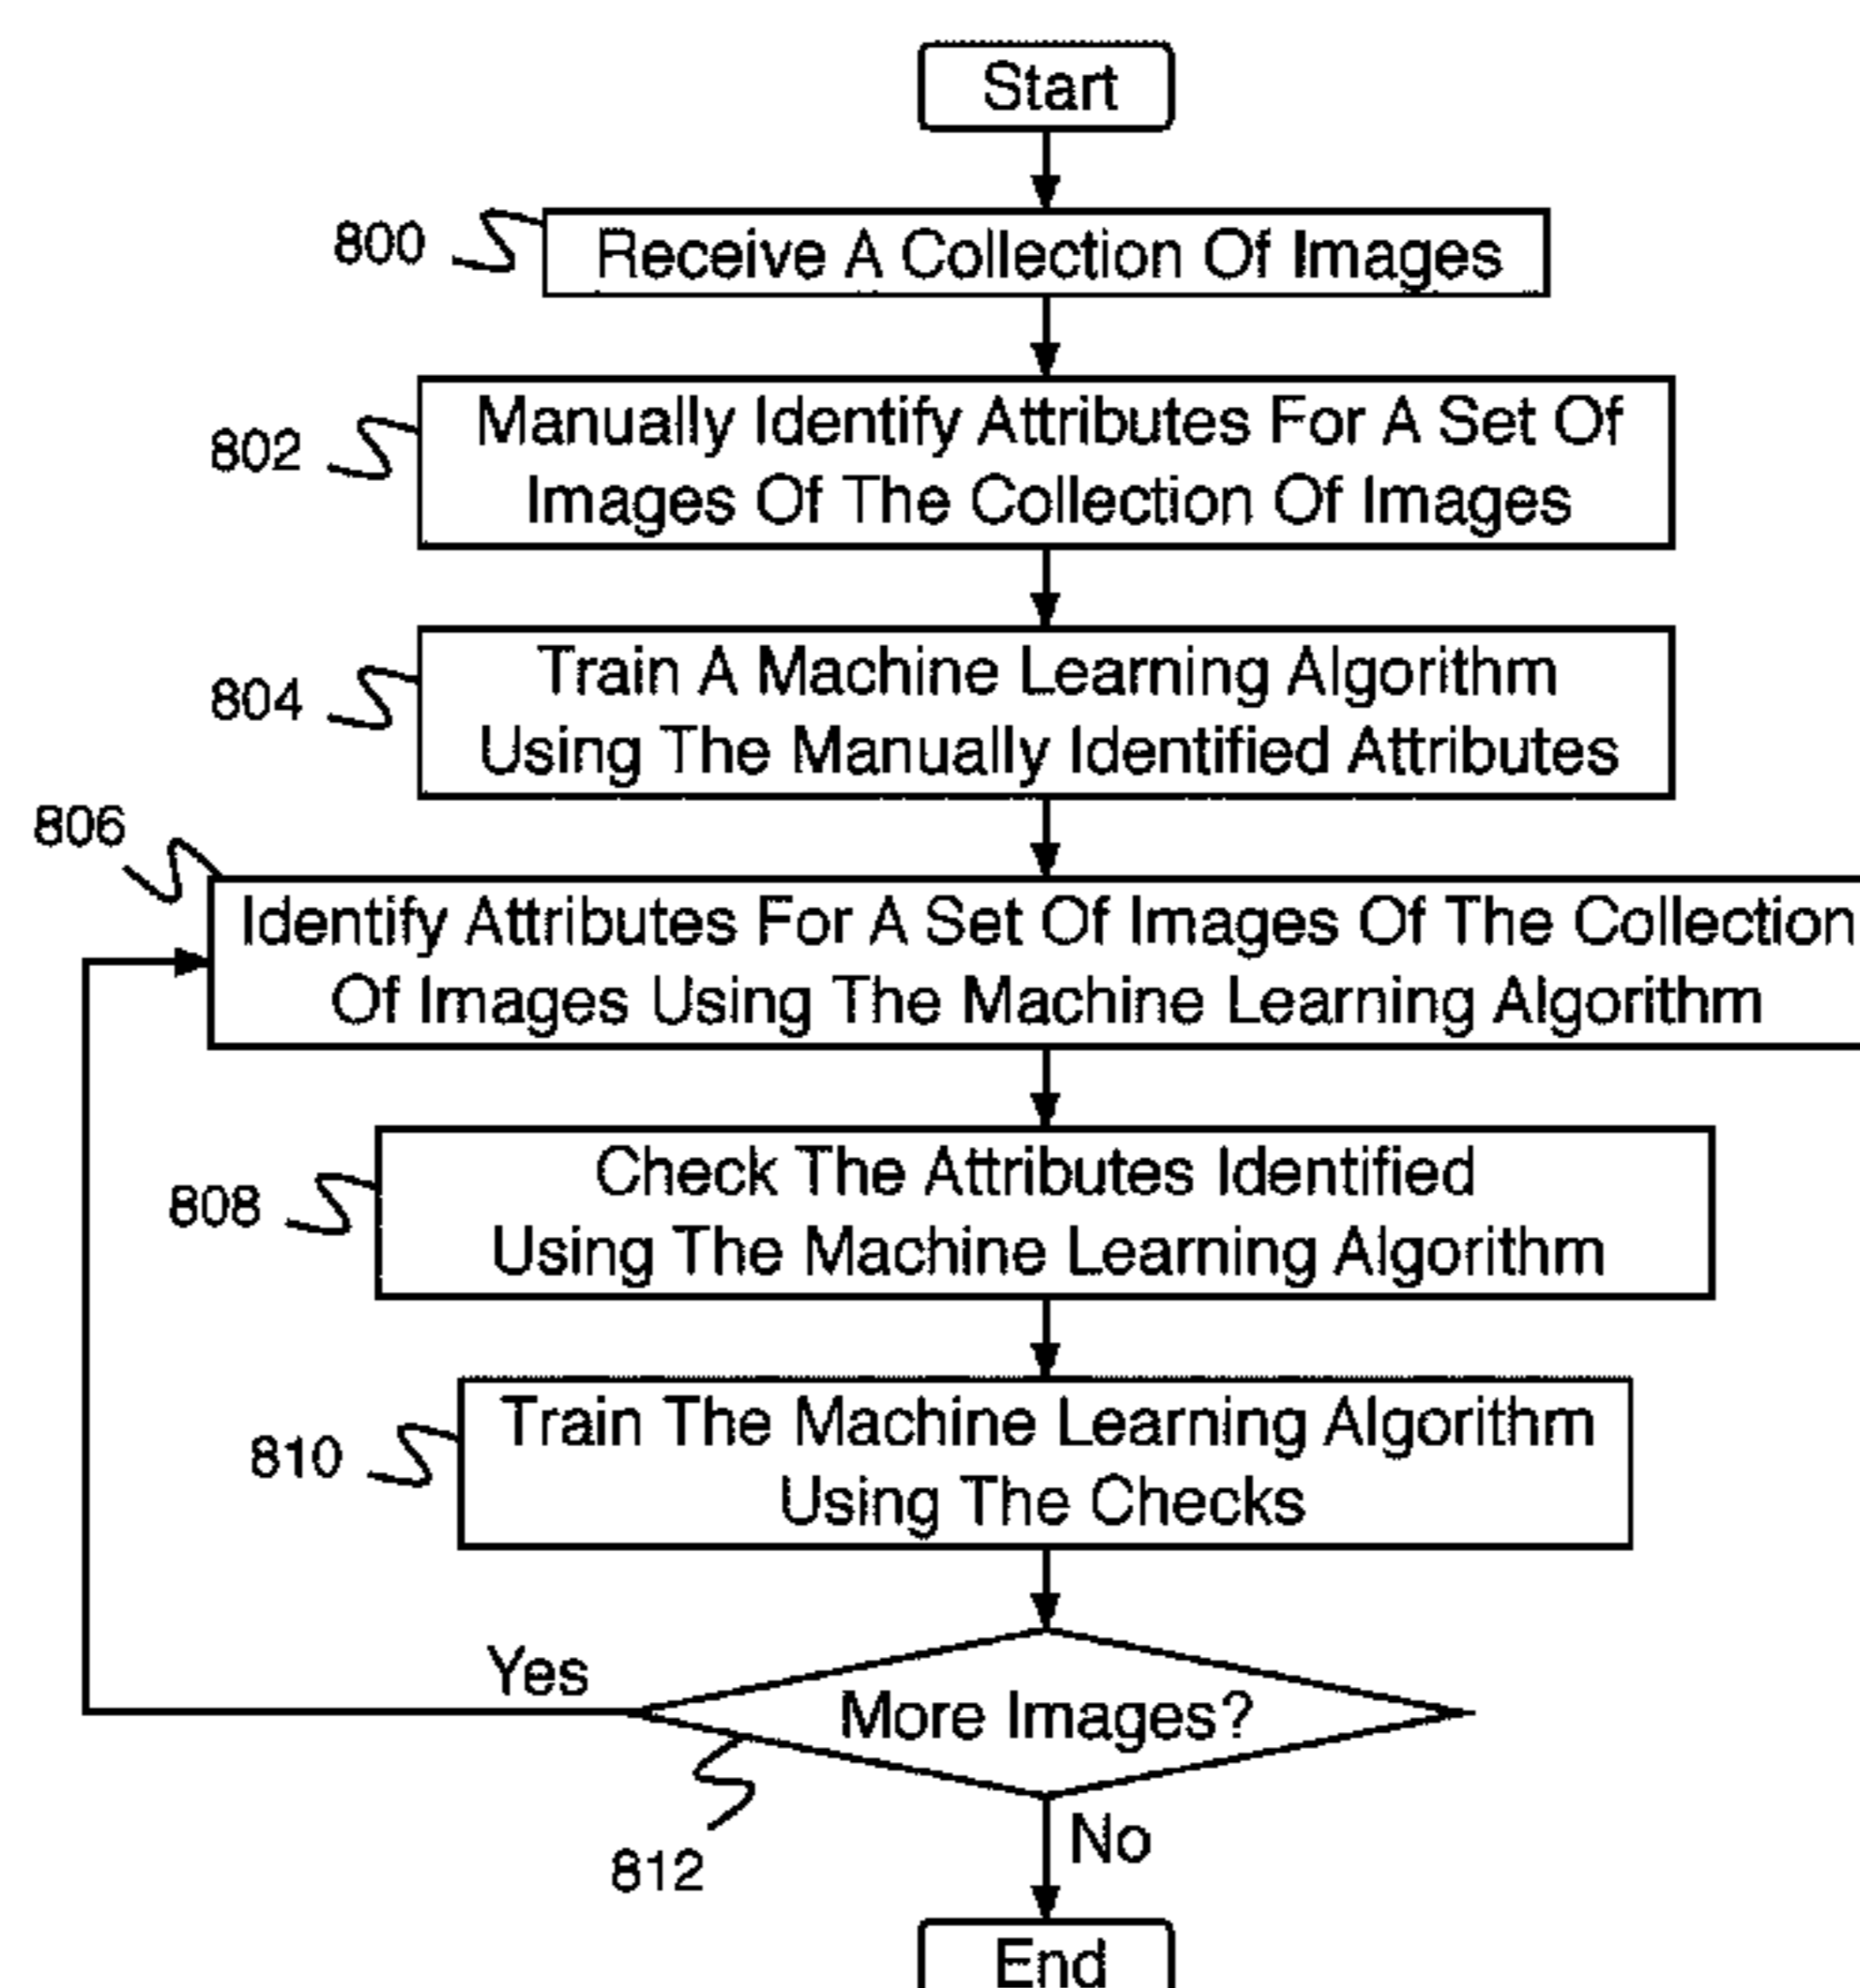 Start
800
Receive A Collection Of Images
802
Manually Identify Attributes For A Set Of
Images Of The Collection Of Images
804
Train A Machine Learning Algorithm
Using The Manually Identified Attributes
806
Identify Attributes For A Set Of Images Of The Collection
Of Images Using The Machine Learning Algorithm
808
Check The Attributes Identified
Using The Machine Learning Algorithm
810
Train The Machine Learning Algorithm
Using The Checks
Yes
More Images?
812
No
End